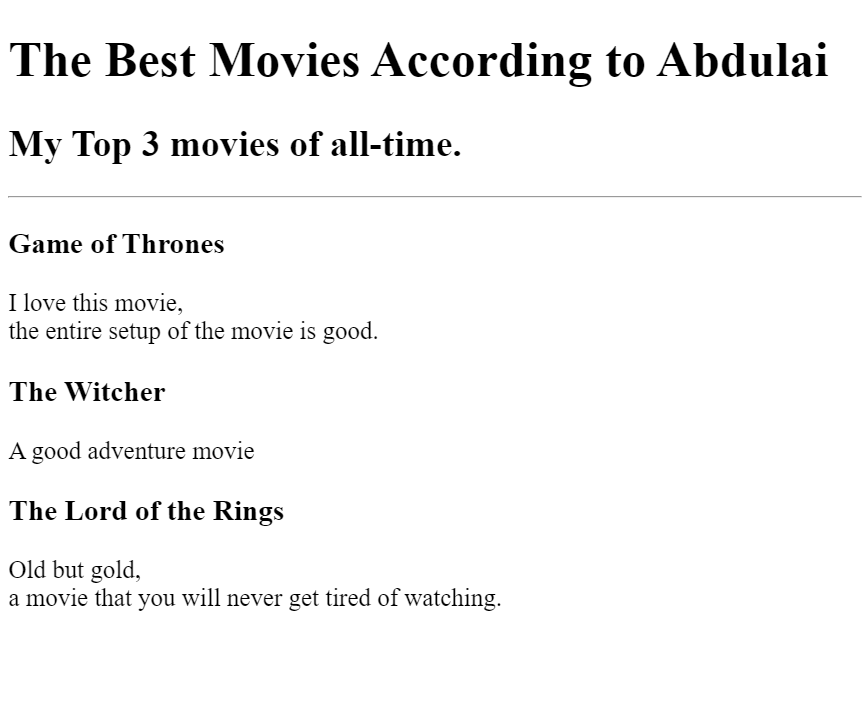 The Best Movies According to Abdulai
My Top 3 movies of all-time.
Game of Thrones
I love this movie,
the entire setup of the movie is good.
The Witcher
A good adventure movie
The Lord of the Rings
Old but gold,
a movie that you will never get tired of watching.